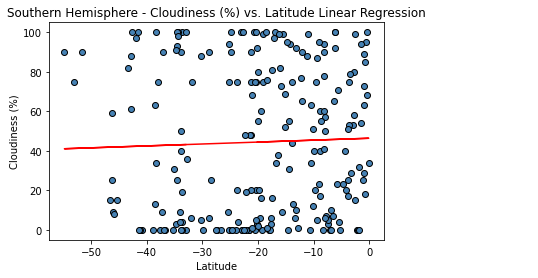 Southern Hemisphere - Cloudiness (%) vs. Latitude Linear Regression
100
80
60
40
20
0
Cloudiness (%)
−50 −40 −30 −20 −10 0
Latitude